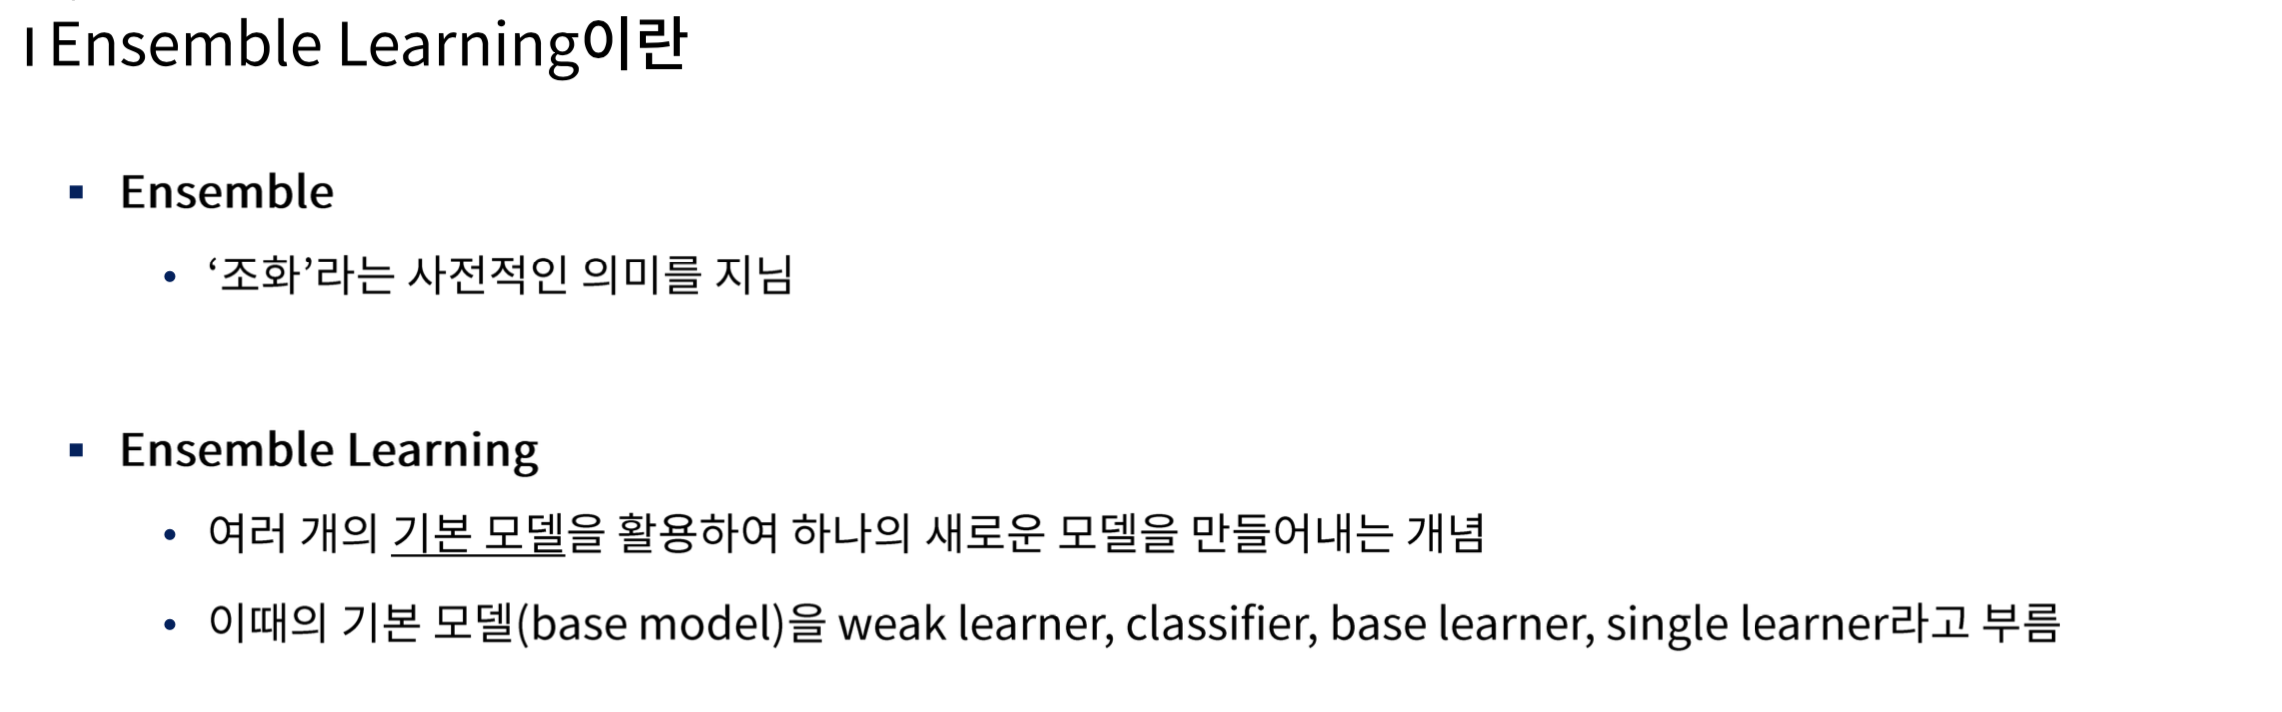 Ensemble Learning이란
▪ Ensemble
• ‘조화’라는 사전적인 의미를 지님
▪ Ensemble Learning
• 여러 개의 기본 모델을 활용하여 하나의 새로운 모델을 만들어내는 개념
• 이때의 기본 모델(base model)을 weak learner, classifier, base learner, single learner라고 부름